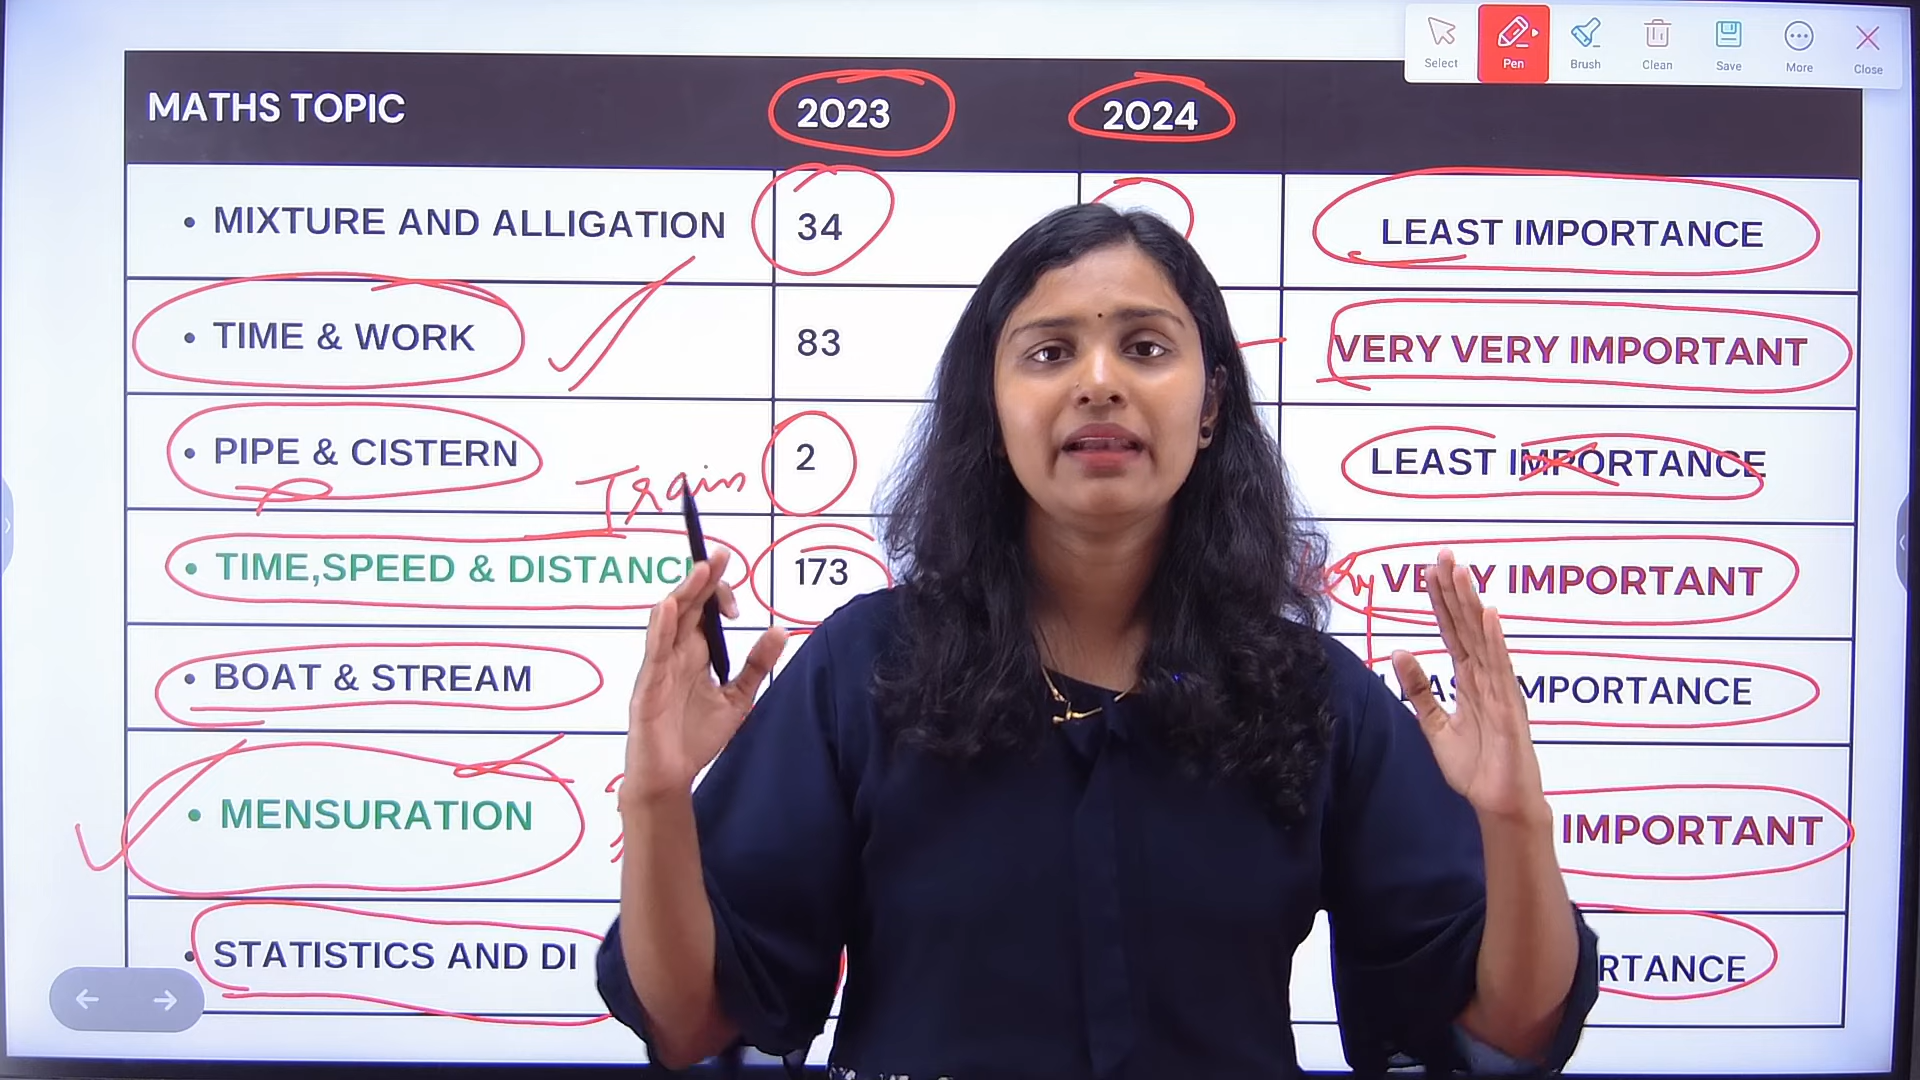 Select Pen Brush Clean Save More Close
MATHS TOPIC 2023 2024
• MIXTURE AND ALLIGATION 34 LEAST IMPORTANCE
• TIME & WORK 83 VERY VERY IMPORTANT
• PIPE & CISTERN 2 LEAST IMPORTANCE
Train
• TIME,SPEED & DISTANC 173 VERY IMPORTANT
• BOAT & STREAM IMPORTANCE
• MENSURATION IMPORTANT
• STATISTICS AND DI RTANCE